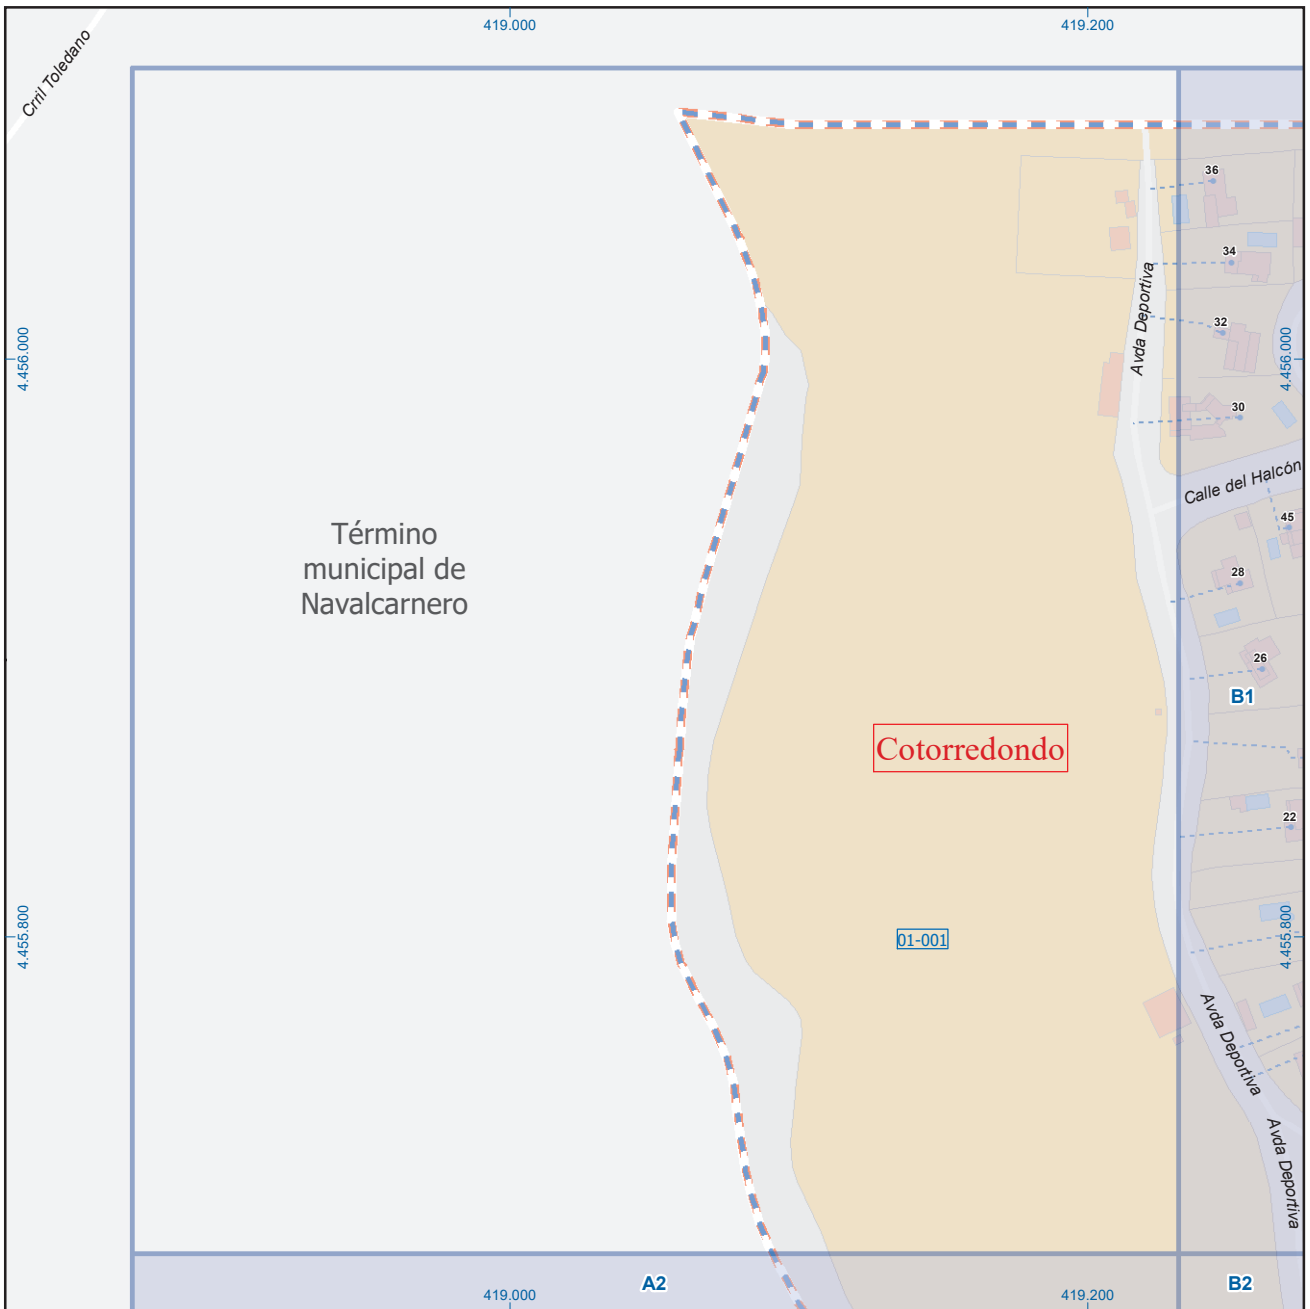 419.000
419.200
Crril Toledano
36
34
Avda Deportiva
32
4.456.000
4.456.000
30
Calle del Halcón
45
Término
municipal de
Navalcarnero
28
26
B1
Cotorredondo
22
01-001
4.455.800
4.455.800
Avda Deportiva
Avda Deportiva
A2
B2
419.000
419.200